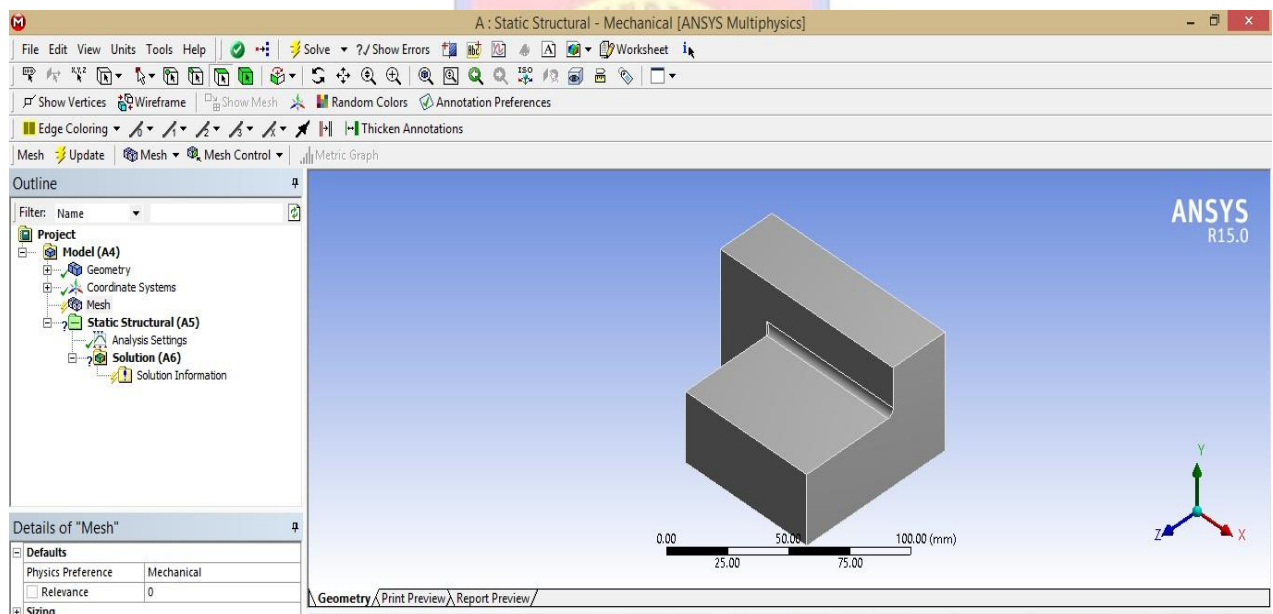 A : Static Structural - Mechanical [ANSYS Multiphysics]
File Edit View Units Tools Help Solve ?/ Show Errors A Worksheet
Show Vertices Wireframe Show Mesh Random Colors Annotation Preferences
Edge Coloring Thicken Annotations
Mesh Update Mesh Mesh Control Metric Graph
Outline
Filter: Name
Project
Model (A4)
Geometry
Coordinate Systems
Mesh
Static Structural (A5)
Analysis Settings
Solution (A6)
Solution Information
Details of "Mesh"
Defaults
Physics Preference Mechanical
Relevance 0
Sizing
ANSYS
R15.0
Y
Z X
0.00 50.00 100.00 (mm)
25.00 75.00
Geometry Print Preview Report Preview